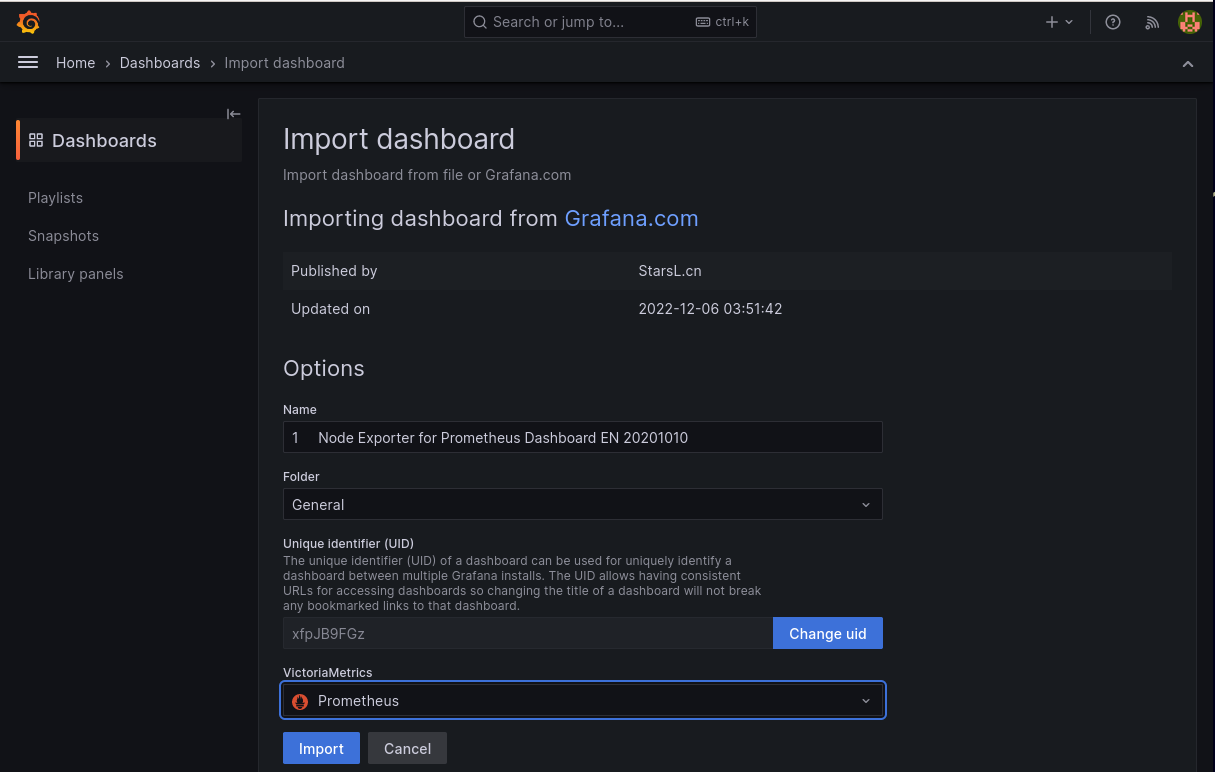 Search or jump to... ctrl+k
Home › Dashboards › Import dashboard
Dashboards
Playlists
Snapshots
Library panels
Import dashboard
Import dashboard from file or Grafana.com
Importing dashboard from Grafana.com
Published by StarsL.cn
Updated on 2022-12-06 03:51:42
Options
Name
1 Node Exporter for Prometheus Dashboard EN 20201010
Folder
General
Unique identifier (UID)
The unique identifier (UID) of a dashboard can be used for uniquely identify a
dashboard between multiple Grafana installs. The UID allows having consistent
URLs for accessing dashboards so changing the title of a dashboard will not break
any bookmarked links to that dashboard.
xfpJB9FGz Change uid
VictoriaMetrics
Prometheus
Import Cancel